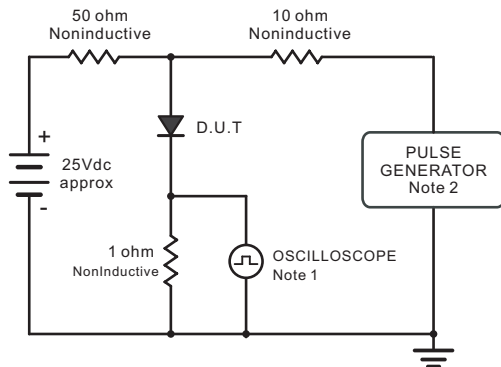 50 ohm
Noninductive
10 ohm
Noninductive
D.U.T
+
25Vdc
approx
-
PULSE
GENERATOR
Note 2
1 ohm
NonInductive
OSCILLOSCOPE
Note 1